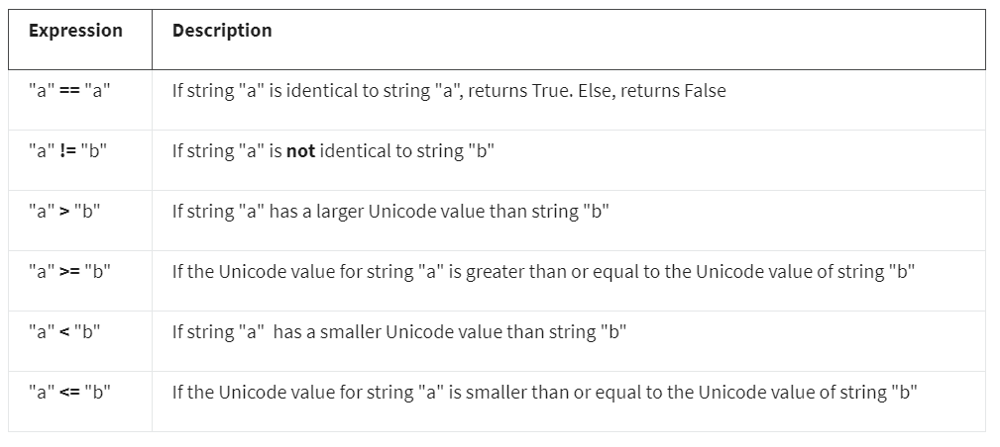 Expression Description
"a" == "a" If string "a" is identical to string "a", returns True. Else, returns False
"a" != "b" If string "a" is not identical to string "b"
"a" > "b" If string "a" has a larger Unicode value than string "b"
"a" >= "b" If the Unicode value for string "a" is greater than or equal to the Unicode value of string "b"
"a" < "b" If string "a"  has a smaller Unicode value than string "b"
"a" <= "b" If the Unicode value for string "a" is smaller than or equal to the Unicode value of string "b"